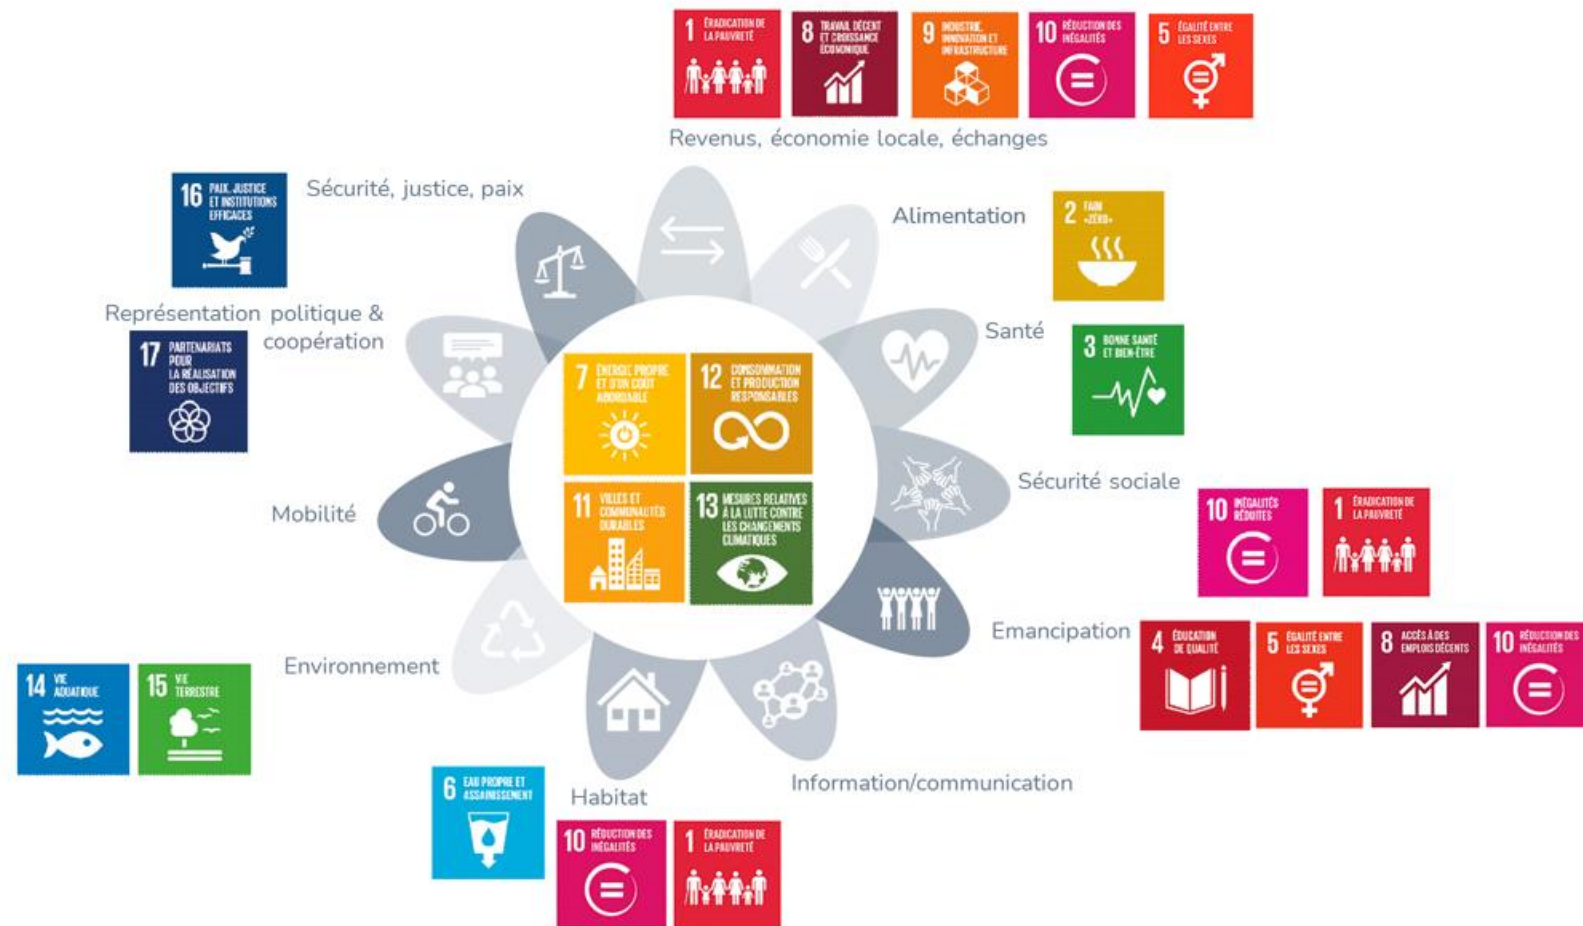 1 ÉRADICATION DE
LA PAUVRETÉ
8 TRAVAIL DÉCENT
ET CROISSANCE
ÉCONOMIQUE
9 INDUSTRIE,
INNOVATION ET
INFRASTRUCTURE
10 RÉDUCTION DES
INÉGALITÉS
5 ÉGALITÉ ENTRE
LES SEXES
Revenus, économie locale, échanges
16 PAIX, JUSTICE
ET INSTITUTIONS
EFFICACES
Sécurité, justice, paix
Alimentation
2 FAIM
«ZÉRO»
Représentation politique &
coopération
17 PARTENARIATS
POUR
LA RÉALISATION
DES OBJECTIFS
Santé
3 BONNE SANTÉ
ET BIEN-ÊTRE
7 ÉNERGIE PROPRE
ET D'UN COÛT
ABORDABLE
12 CONSOMMATION
ET PRODUCTION
RESPONSABLES
11 VILLES ET
COMMUNAUTÉS
DURABLES
13 MESURES RELATIVES
À LA LUTTE CONTRE
LES CHANGEMENTS
CLIMATIQUES
Mobilité
Sécurité sociale
10 INÉGALITÉS
RÉDUITES
1 ÉRADICATION DE
LA PAUVRETÉ
Emancipation
4 ÉDUCATION
DE QUALITÉ
5 ÉGALITÉ ENTRE
LES SEXES
8 ACCÈS À DES
EMPLOIS DÉCENTS
10 RÉDUCTION DES
INÉGALITÉS
Environnement
14 VIE
AQUATIQUE
15 VIE
TERRESTRE
Information/communication
6 EAU PROPRE ET
ASSAINISSEMENT
Habitat
10 RÉDUCTION DES
INÉGALITÉS
1 ÉRADICATION DE
LA PAUVRETÉ